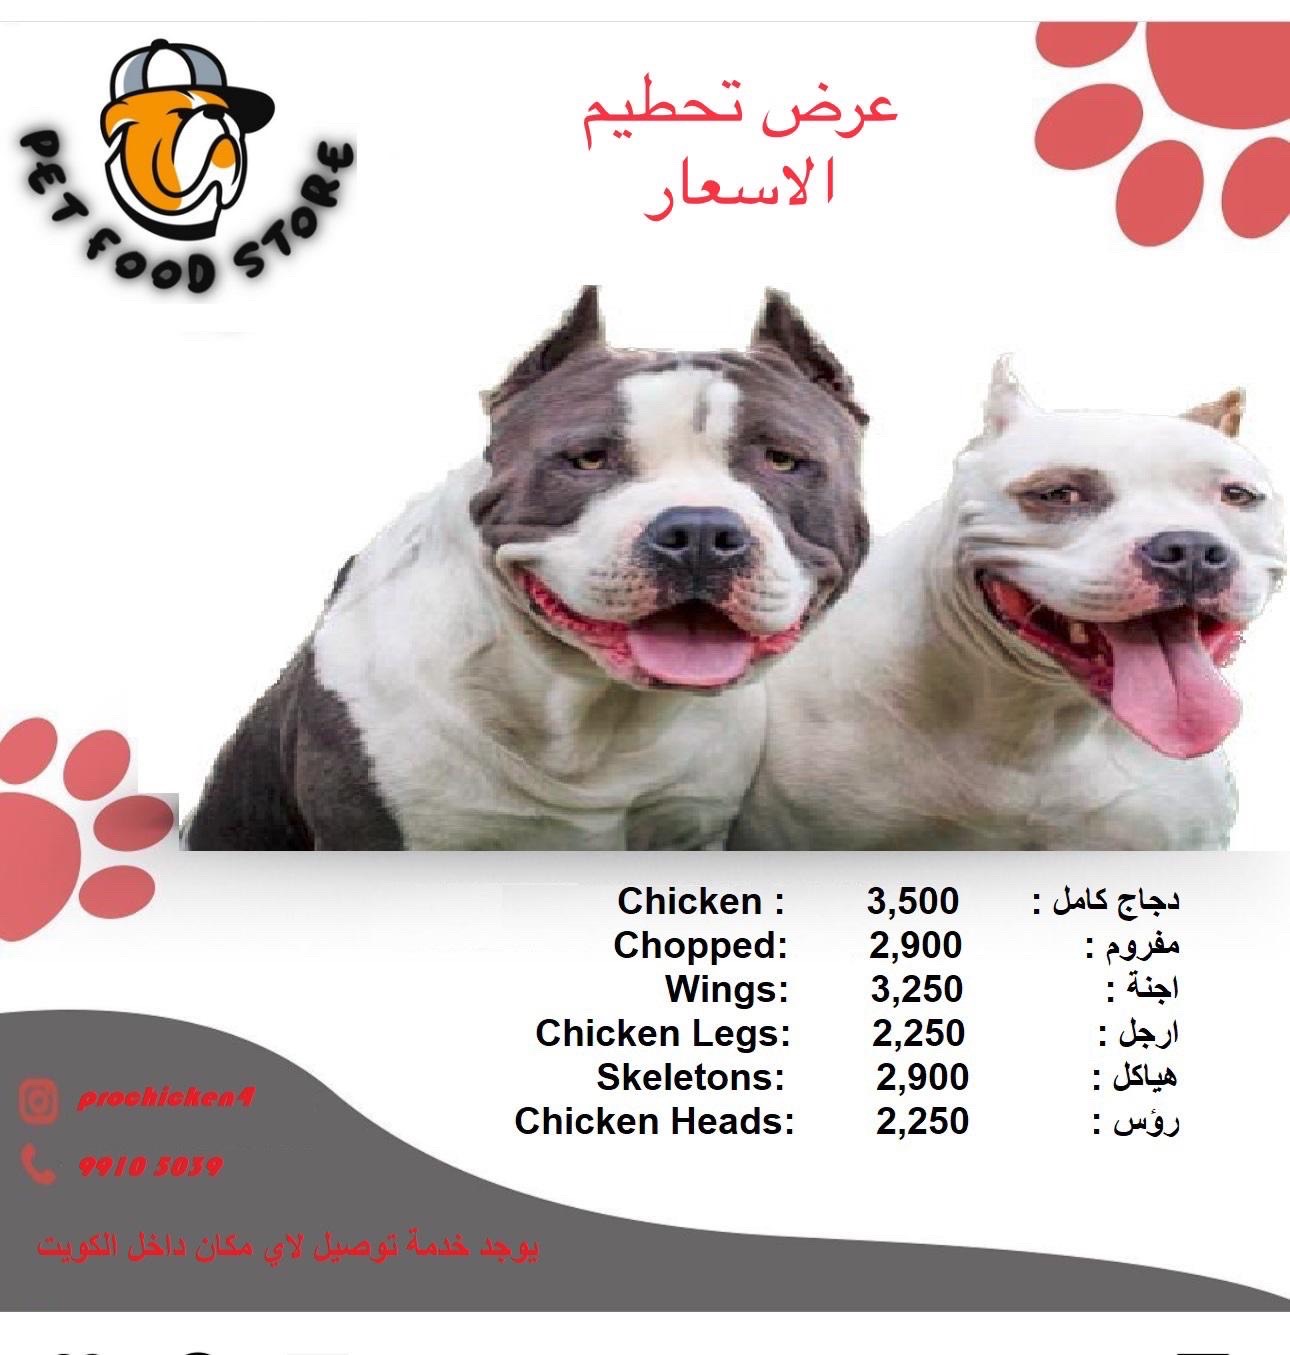 PET FOOD STORE
عرض تحطيم
الاسعار
Chicken : 3,500 دجاج كامل :
Chopped: 2,900 مفروم :
Wings: 3,250 اجنة :
Chicken Legs: 2,250 ارجل :
Skeletons: 2,900 هياكل :
Chicken Heads: 2,250 رؤس :
prochicken9
9910 5039
يوجد خدمة توصيل لاي مكان داخل الكويت